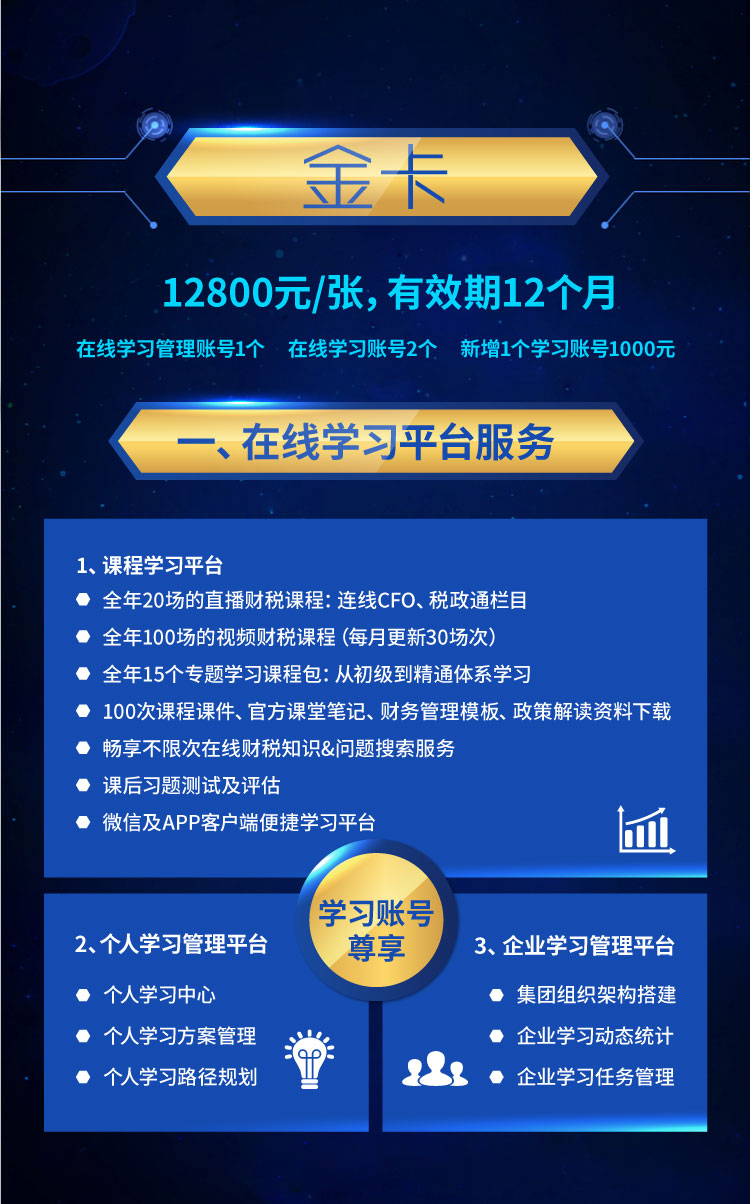 金卡
12800元/张，有效期12个月
在线学习管理账号1个 在线学习账号2个 新增1个学习账号1000元
一、在线学习平台服务
1、课程学习平台
全年20场的直播财税课程：连线CFO、税政通栏目
全年100场的视频财税课程（每月更新30场次）
全年15个专题学习课程包：从初级到精通体系学习
100次课程课件、官方课堂笔记、财务管理模板、政策解读资料下载
畅享不限次在线财税知识&问题搜索服务
课后习题测试及评估
微信及APP客户端便捷学习平台
学习账号
尊享
2、个人学习管理平台
个人学习中心
个人学习方案管理
个人学习路径规划
3、企业学习管理平台
集团组织架构搭建
企业学习动态统计
企业学习任务管理